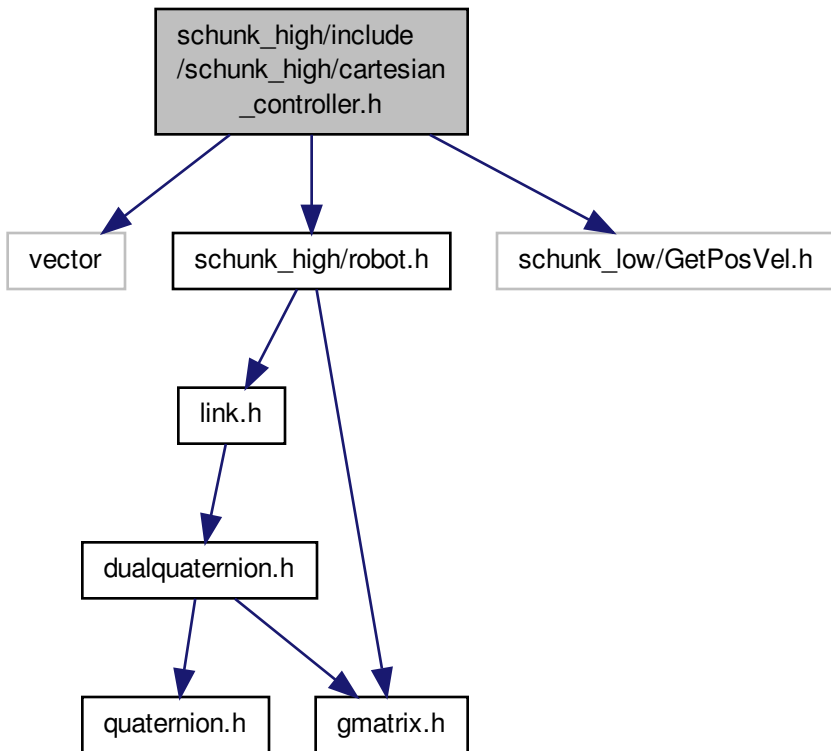 schunk_high/include
/schunk_high/cartesian
_controller.h
vector
schunk_high/robot.h
schunk_low/GetPosVel.h
link.h
dualquaternion.h
quaternion.h
gmatrix.h